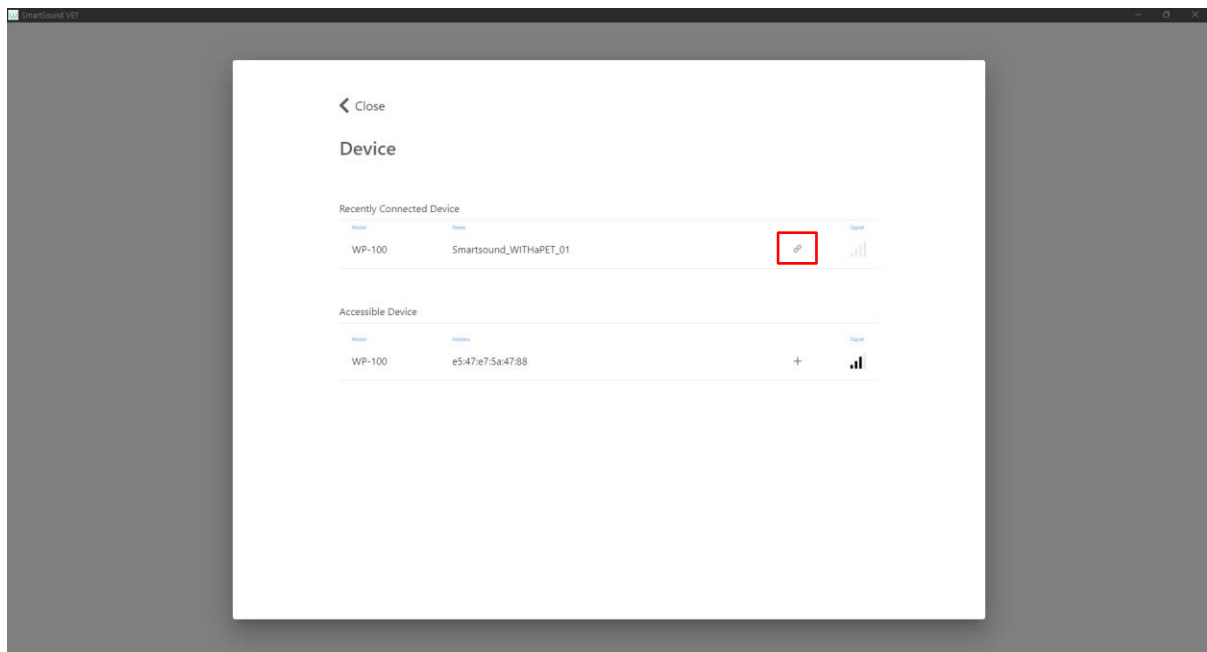 SmartSound VET
Close
Device
Recently Connected Device
Model Name Signal
WP-100 Smartsound_WITHaPET_01
Accessible Device
Model Address Signal
WP-100 e5:47:e7:5a:47:88